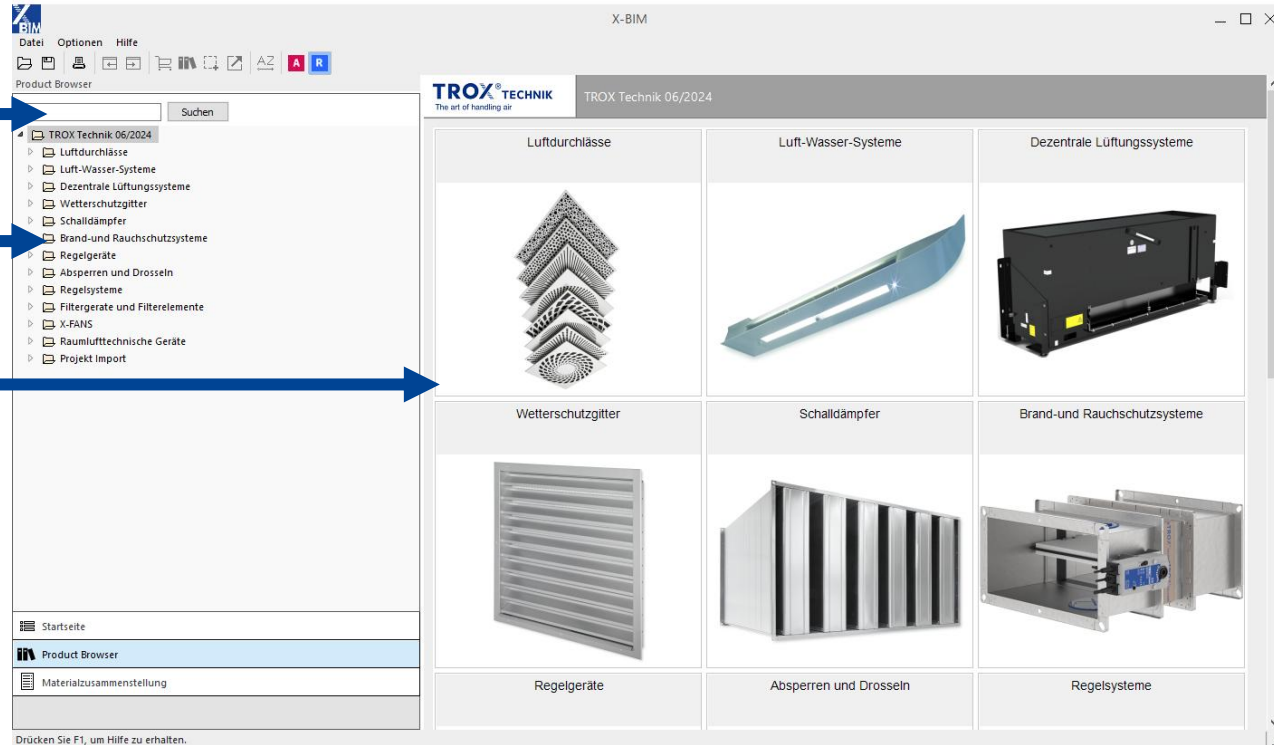 X-BIM
X-BIM
Datei Optionen Hilfe
AZ A R
Product Browser
Suchen
TROX Technik 06/2024
Luftdurchlässe
Luft-Wasser-Systeme
Dezentrale Lüftungssysteme
Wetterschutzgitter
Schalldämpfer
Brand-und Rauchschutzsysteme
Regelgeräte
Absperren und Drosseln
Regelsysteme
Filtergerate und Filterelemente
X-FANS
Raumlufttechnische Geräte
Projekt Import
Startseite
Product Browser
Materialzusammenstellung
Drücken Sie F1, um Hilfe zu erhalten.
TROX® TECHNIK
The art of handling air
TROX Technik 06/2024
Luftdurchlässe
Luft-Wasser-Systeme
Dezentrale Lüftungssysteme
Wetterschutzgitter
Schalldämpfer
Brand-und Rauchschutzsysteme
Regelgeräte
Absperren und Drosseln
Regelsysteme